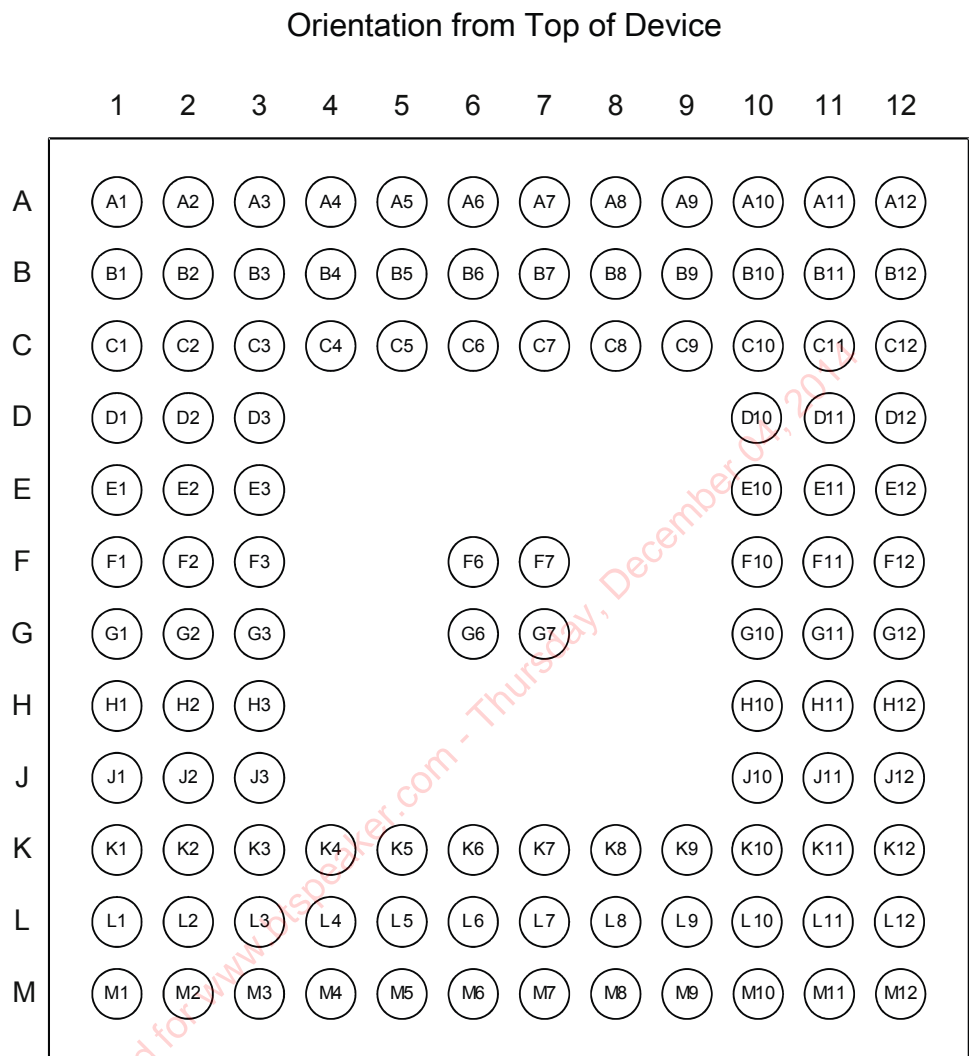 Orientation from Top of Device
1 2 3 4 5 6 7 8 9 10 11 12
A A1 A2 A3 A4 A5 A6 A7 A8 A9 A10 A11 A12
B B1 B2 B3 B4 B5 B6 B7 B8 B9 B10 B11 B12
C C1 C2 C3 C4 C5 C6 C7 C8 C9 C10 C11 C12
D D1 D2 D3 D10 D11 D12
E E1 E2 E3 E10 E11 E12
F F1 F2 F3 F6 F7 F10 F11 F12
G G1 G2 G3 G6 G7 G10 G11 G12
H H1 H2 H3 H10 H11 H12
J J1 J2 J3 J10 J11 J12
K K1 K2 K3 K4 K5 K6 K7 K8 K9 K10 K11 K12
L L1 L2 L3 L4 L5 L6 L7 L8 L9 L10 L11 L12
M M1 M2 M3 M4 M5 M6 M7 M8 M9 M10 M11 M12
for www.btspeaker.com - Thursday, December 04, 2014